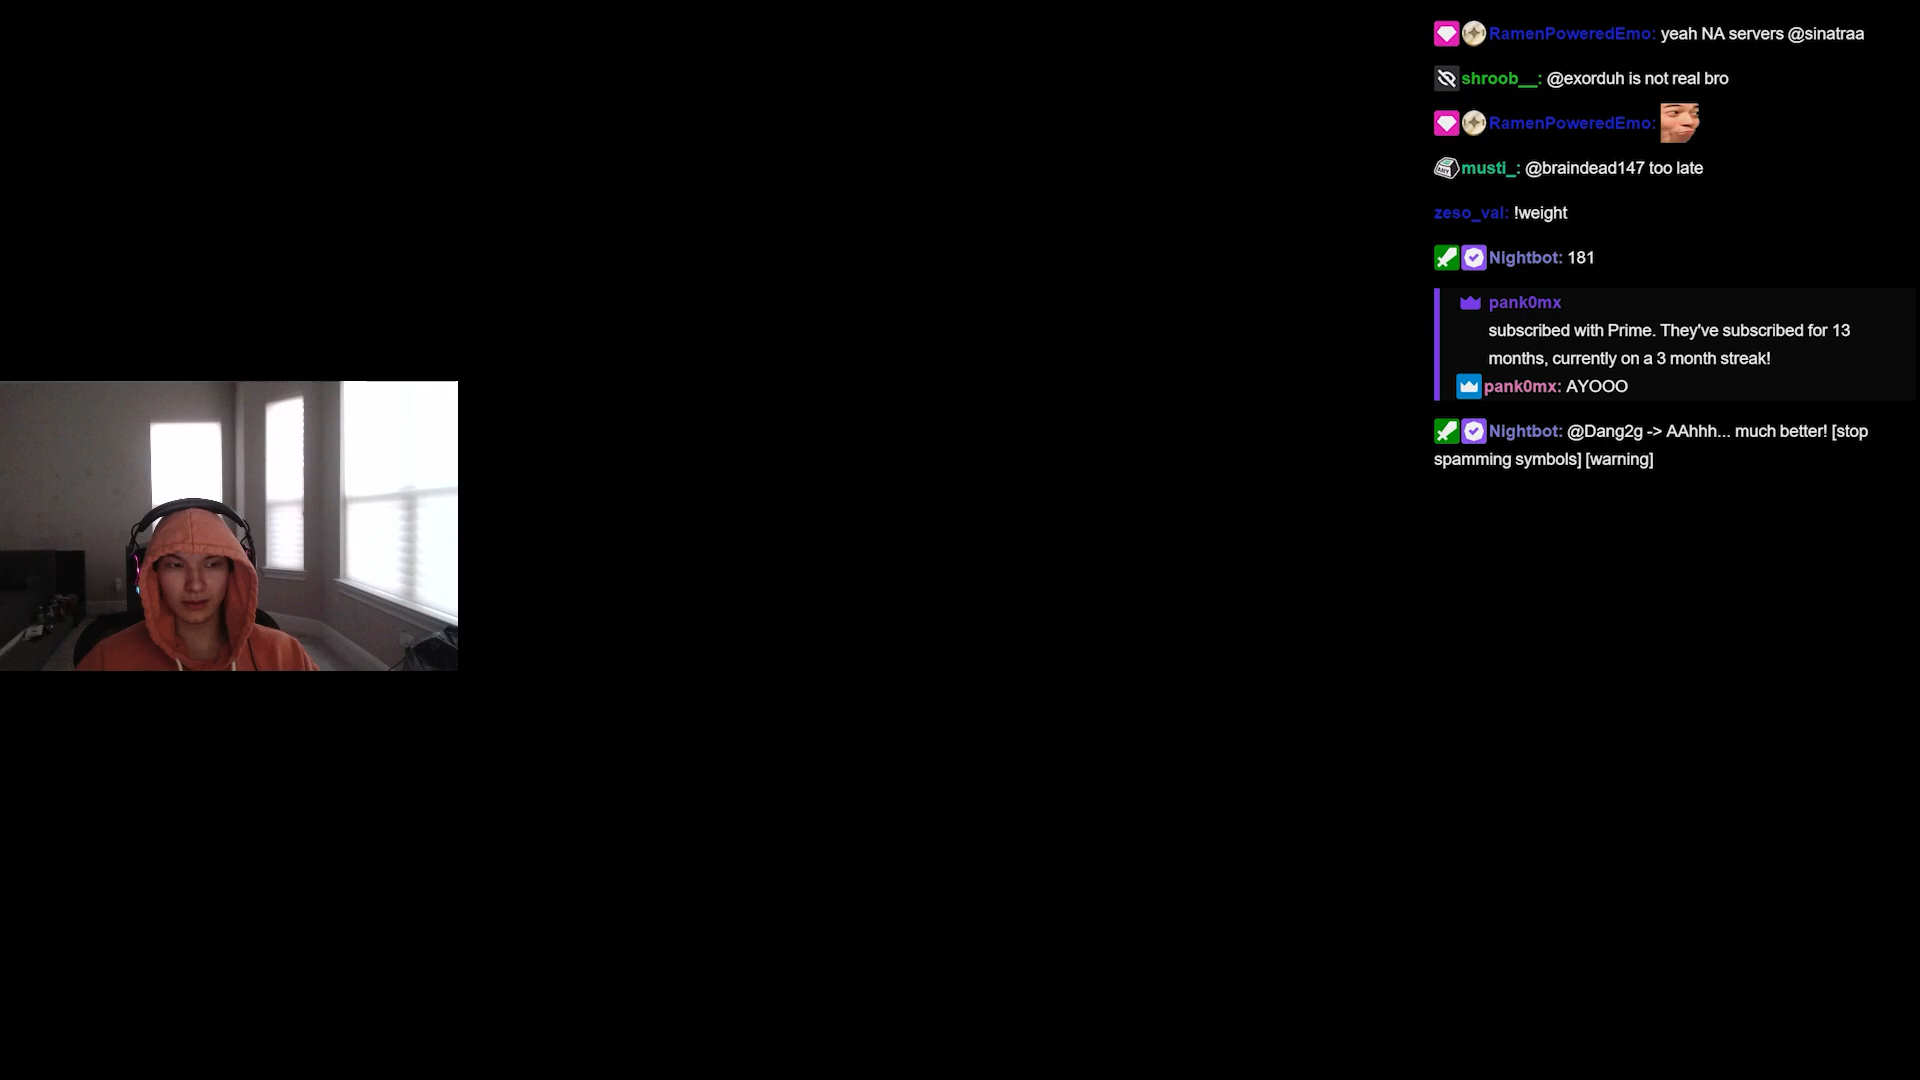 RamenPoweredEmo: yeah NA servers @sinatraa
shroob__: @exorduh is not real bro
RamenPoweredEmo:
musti_: @braindead147 too late
zeso_val: !weight
Nightbot: 181
pank0mx
subscribed with Prime. They've subscribed for 13
months, currently on a 3 month streak!
pank0mx: AYOOO
Nightbot: @Dang2g -> AAhhh... much better! [stop
spamming symbols] [warning]